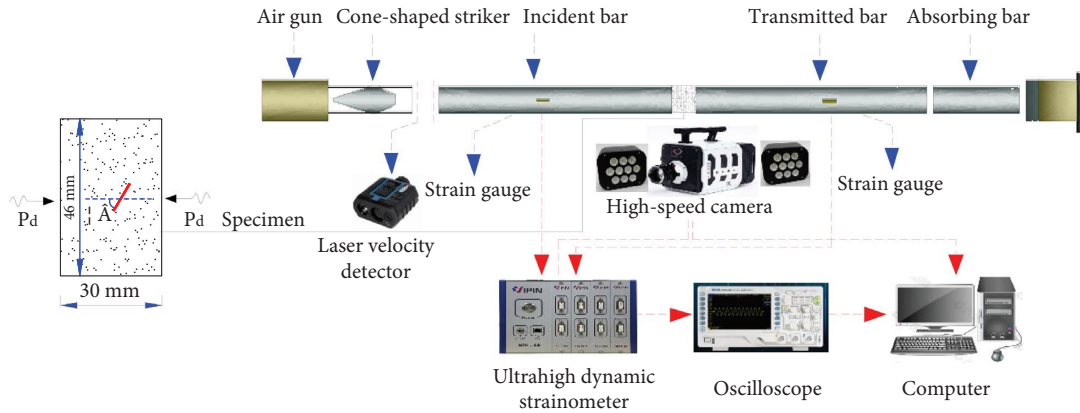 Air gun
Cone-shaped striker
Incident bar
Transmitted bar
Absorbing bar
46 mm
Â
Pd
Pd
Specimen
30 mm
Laser velocity
detector
Strain gauge
High-speed camera
Strain gauge
Ultrahigh dynamic
strainometer
Oscilloscope
Computer